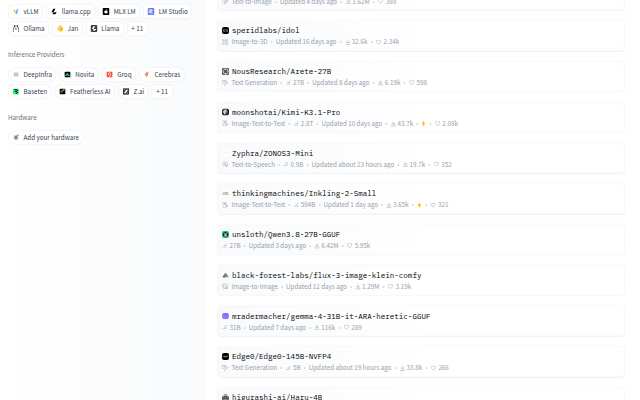 vLLM llama.cpp MLX LM LM Studio
Ollama Jan Llama + 11
Inference Providers
DeepInfra Novita Groq Cerebras
Baseten Featherless AI Z.ai + 11
Hardware
Add your hardware
speridlabs/idol
Image-to-3D • Updated 16 days ago • 32.6k • 2.34k
NousResearch/Arete-27B
Text Generation • 27B • Updated 6 days ago • 6.19k • 598
moonshotai/Kimi-K3.1-Pro
Image-Text-to-Text • Updated 10 days ago • 43.7k •
Zyphra/ZONOS3-Mini
Text-to-Speech • 0.9B • Updated about 23 hours ago • 19.7k • 352
thinkingmachines/Inkling-2-Small
Image-Text-to-Text • 594B • Updated 1 day ago • 3.65k • 321
unsloth/Qwen3.8-27B-GGUF
27B • Updated 3 days ago • 6.42M • 5.95k
black-forest-labs/flux-3-image-klein-comfy
Image-to-Image • Updated 12 days ago • 1.20M • 3.19k
mradermacher/gemma-4-31B-it-ARA-heretic-GGUF
31B • Updated 7 days ago • 116k • 289
Edge0/Edge0-145B-NVFP4
Text Generation • 5B • Updated about 19 hours ago • 33.8k • 266
higurashi-ai/Haru-4B